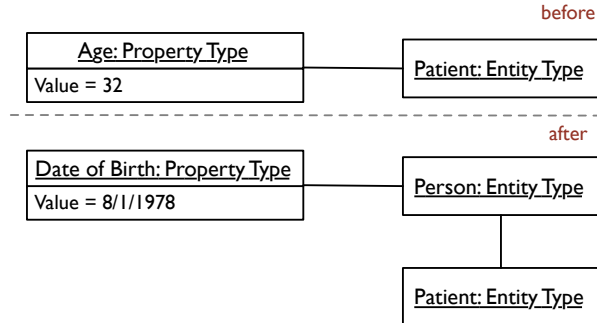 before
Age: Property Type
Value = 32
Patient: Entity Type
after
Date of Birth: Property Type
Value = 8/1/1978
Person: Entity Type
Patient: Entity Type